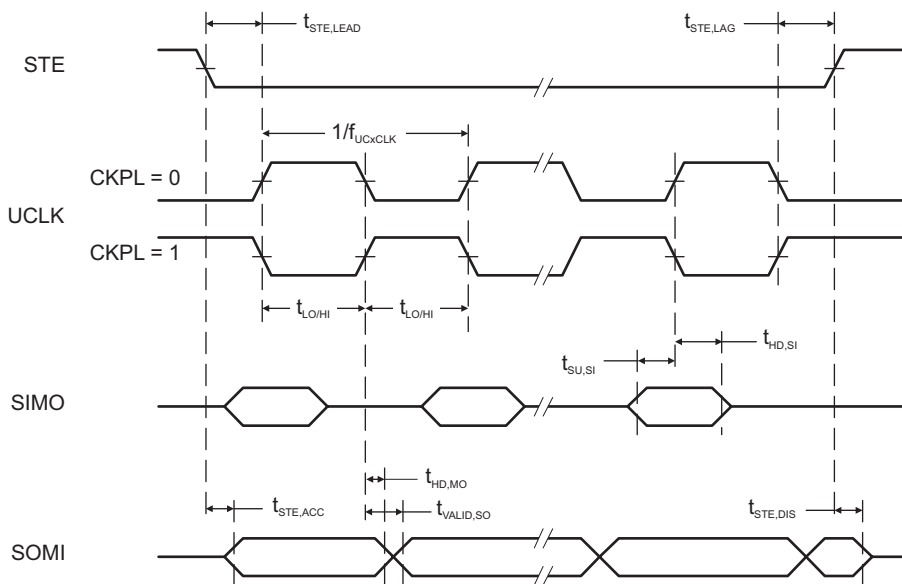 tSTE,LEAD
tSTE,LAG
STE
1/fUCxCLK
CKPL = 0
UCLK
CKPL = 1
tLO/HI tLO/HI
tSU,SI
tHD,SI
SIMO
tHD,MO
tSTE,ACC
tVALID,SO
tSTE,DIS
SOMI